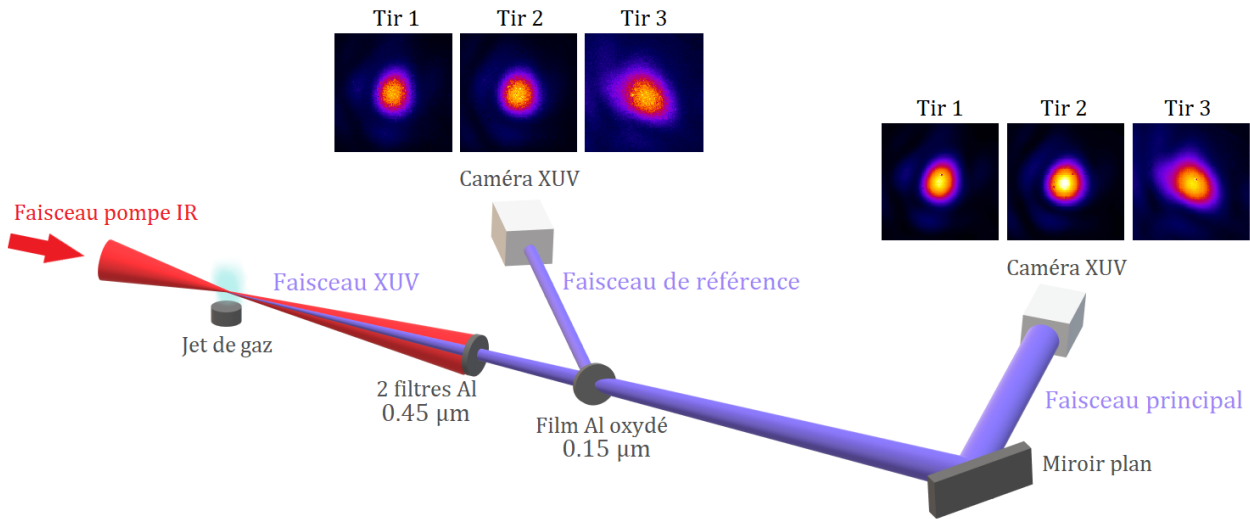 Tir 1
Tir 2
Tir 3
Caméra XUV
Tir 1
Tir 2
Tir 3
Caméra XUV
Faisceau pompe IR
Faisceau XUV
Faisceau de référence
Jet de gaz
2 filtres Al
0.45 μm
Film Al oxydé
0.15 μm
Faisceau principal
Miroir plan